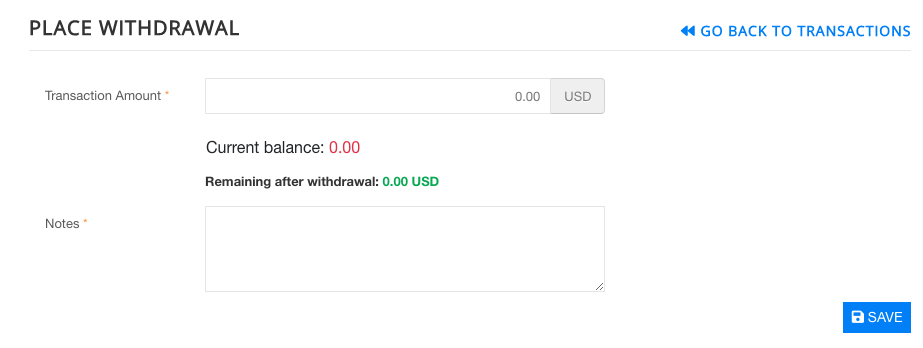 PLACE WITHDRAWAL
GO BACK TO TRANSACTIONS
Transaction Amount *
0.00 USD
Current balance: 0.00
Remaining after withdrawal: 0.00 USD
Notes *
SAVE